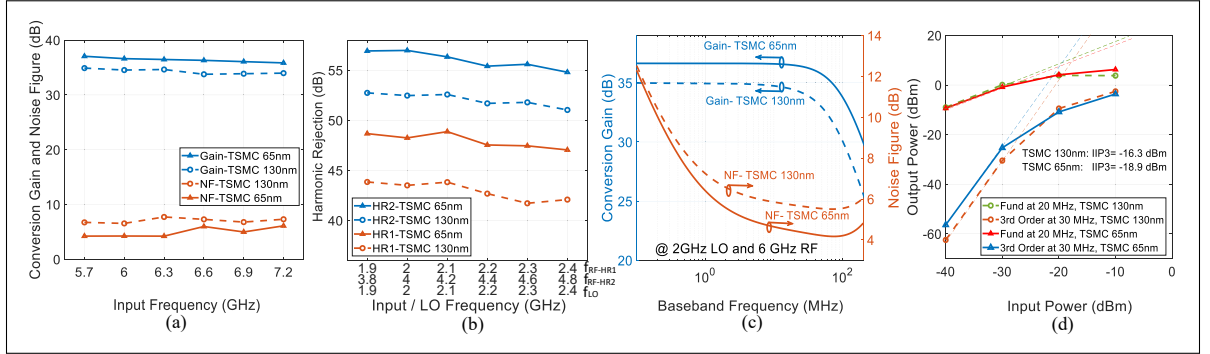 Conversion Gain and Noise Figure (dB)
40
30
20
10
0
Gain-TSMC 65nm
Gain-TSMC 130nm
NF-TSMC 130nm
NF-TSMC 65nm
5.7 6 6.3 6.6 6.9 7.2
Input Frequency (GHz)
(a)
Harmonic Rejection (dB)
55
50
45
40
HR2-TSMC 65nm
HR2-TSMC 130nm
HR1-TSMC 65nm
HR1-TSMC 130nm
1.9 2 2.1 2.2 2.3 2.4 fRF-HR1
3.8 4 4.2 4.4 4.6 4.8 fRF-HR2
1.9 2 2.1 2.2 2.3 2.4 fLO
Input / LO Frequency (GHz)
(b)
Conversion Gain (dB)
40
35
30
25
20
Gain- TSMC 65nm
Gain- TSMC 130nm
NF- TSMC 130nm
NF- TSMC 65nm
@ 2GHz LO and 6 GHz RF
14
12
10
8
6
4
Noise Figure (dB)
10^0 10^2
Baseband Frequency (MHz)
(c)
Output Power (dBm)
20
0
-20
-40
-60
TSMC 130nm: IIP3= -16.3 dBm
TSMC 65nm: IIP3= -18.9 dBm
Fund at 20 MHz, TSMC 130nm
3rd Order at 30 MHz, TSMC 130nm
Fund at 20 MHz, TSMC 65nm
3rd Order at 30 MHz, TSMC 65nm
-40 -30 -20 -10 0
Input Power (dBm)
(d)